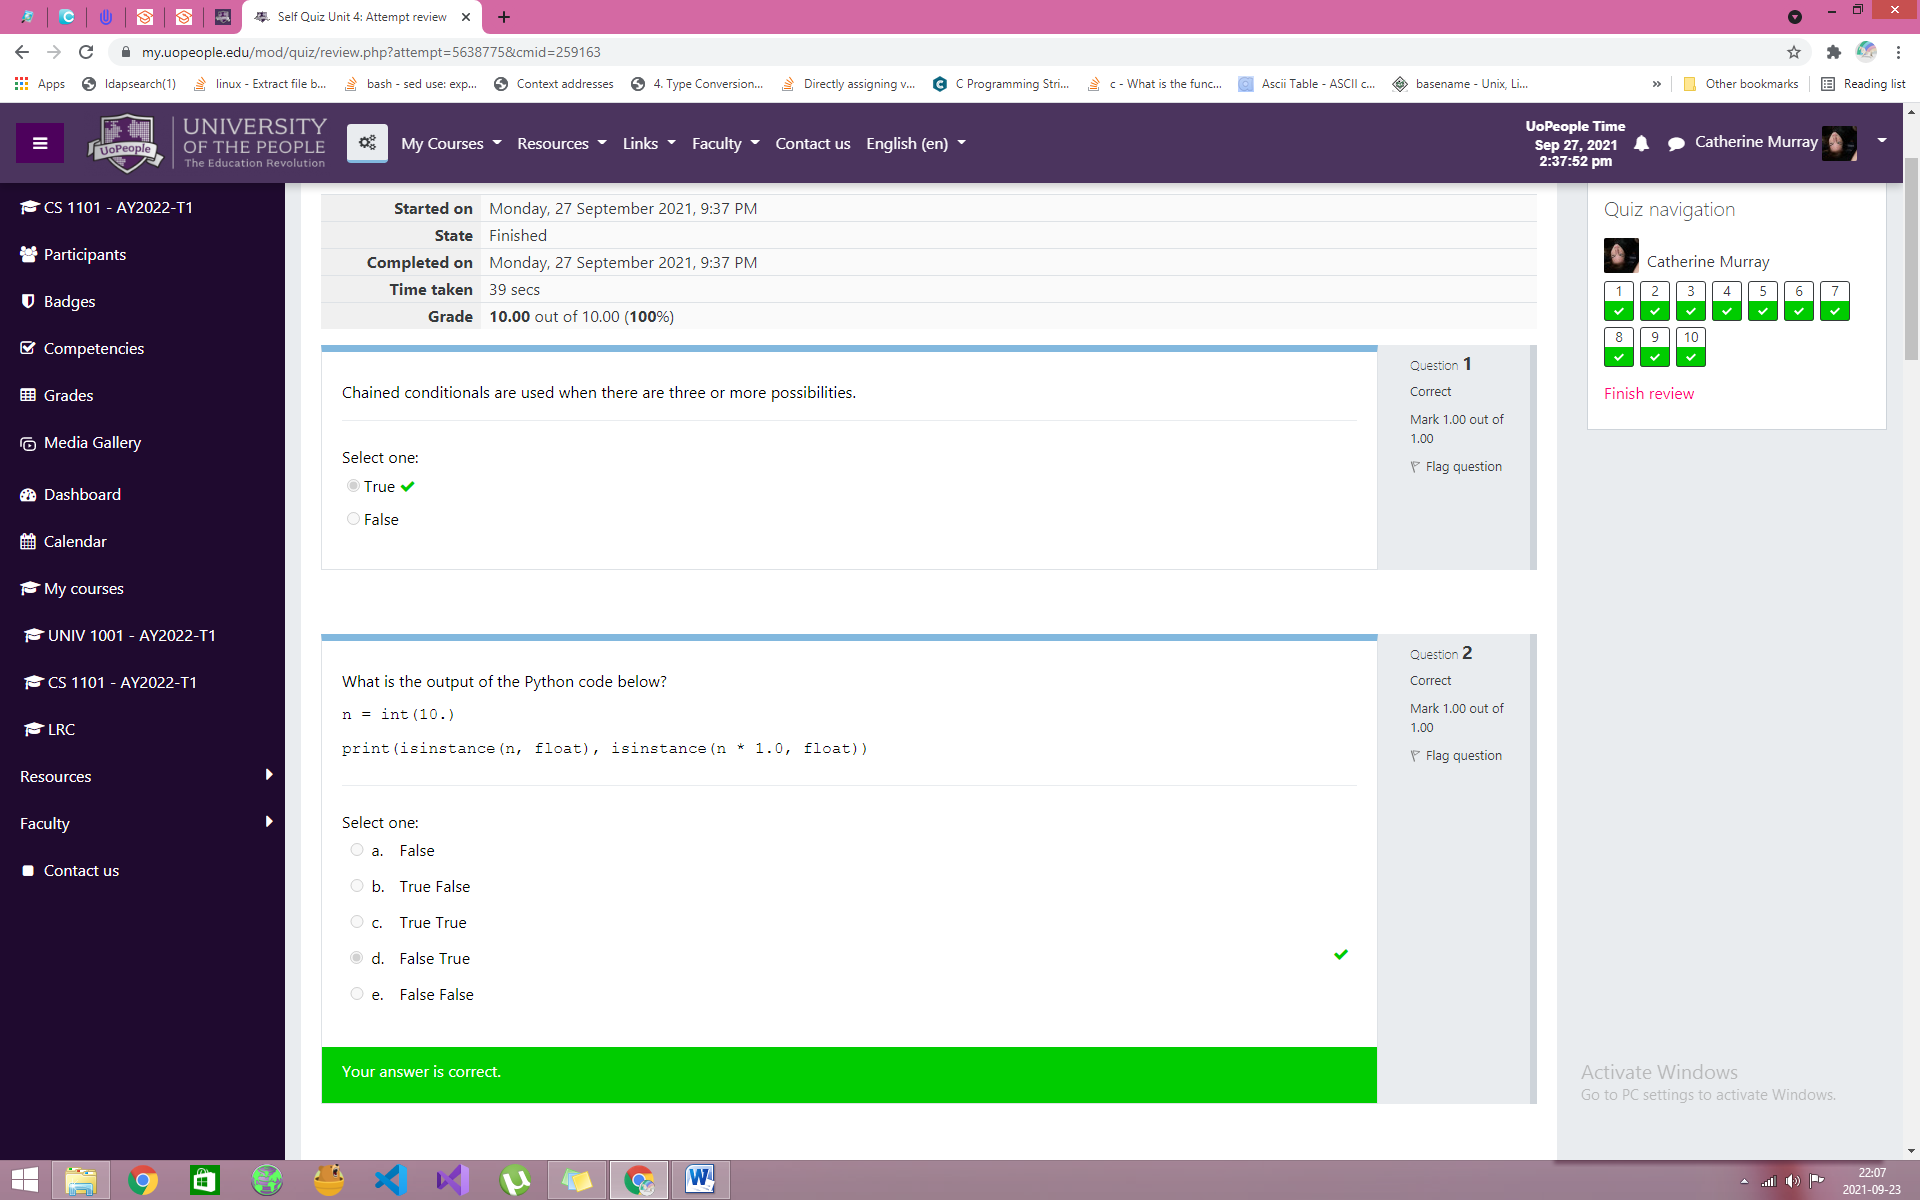 Self Quiz Unit 4: Attempt review
my.uopeople.edu/mod/quiz/review.php?attempt=5638775&cmid=259163
Apps ldapsearch(1) linux - Extract file b... bash - sed use: exp... Context addresses 4. Type Conversion... Directly assigning v... C Programming Stri... c - What is the func... Ascii Table - ASCII c... basename - Unix, Li... » Other bookmarks Reading list
UoPeople
UNIVERSITY
OF THE PEOPLE
The Education Revolution
My Courses Resources Links Faculty Contact us English (en)
UoPeople Time
Sep 27, 2021
2:37:52 pm
Catherine Murray
CS 1101 - AY2022-T1
Participants
Badges
Competencies
Grades
Media Gallery
Dashboard
Calendar
My courses
UNIV 1001 - AY2022-T1
CS 1101 - AY2022-T1
LRC
Resources
Faculty
Contact us
Started on Monday, 27 September 2021, 9:37 PM
State Finished
Completed on Monday, 27 September 2021, 9:37 PM
Time taken 39 secs
Grade 10.00 out of 10.00 (100%)
Chained conditionals are used when there are three or more possibilities.
Select one:
True
False
Question 1
Correct
Mark 1.00 out of
1.00
Flag question
What is the output of the Python code below?
n = int(10.)
print(isinstance(n, float), isinstance(n * 1.0, float))
Select one:
a. False
b. True False
c. True True
d. False True
e. False False
Your answer is correct.
Question 2
Correct
Mark 1.00 out of
1.00
Flag question
Quiz navigation
Catherine Murray
1 2 3 4 5 6 7
8 9 10
Finish review
Activate Windows
Go to PC settings to activate Windows.
22:07
2021-09-23